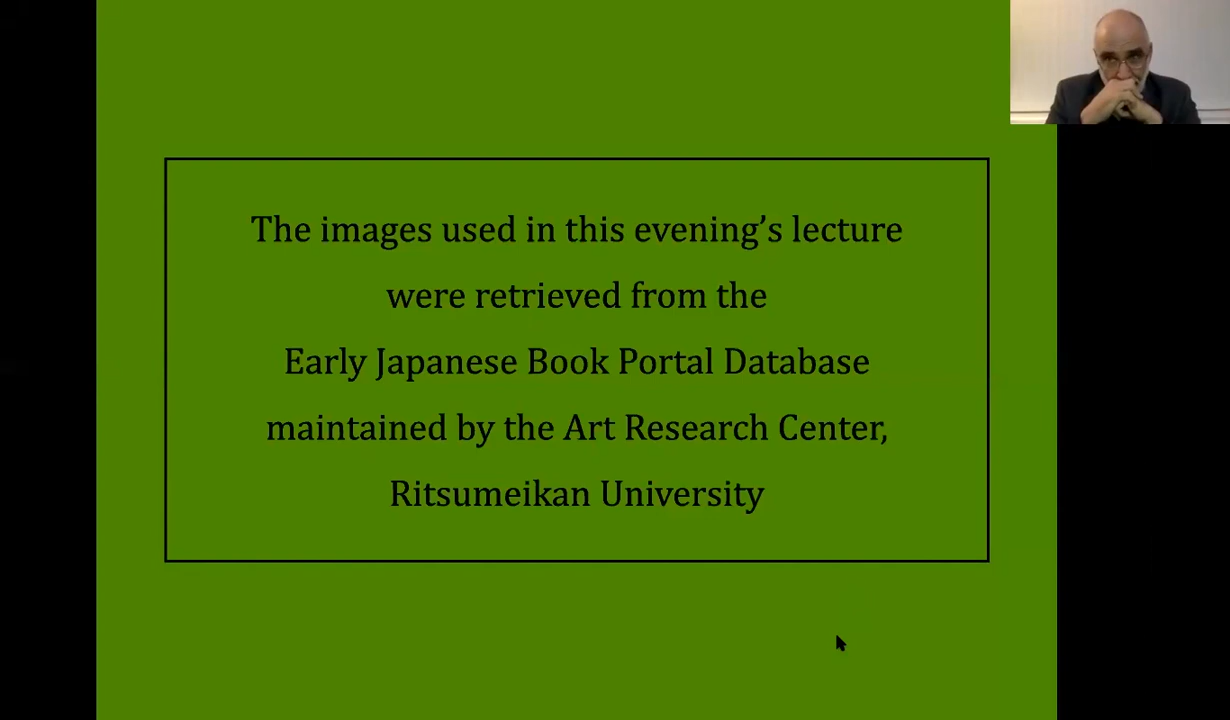 The images used in this evening’s lecture
were retrieved from the
Early Japanese Book Portal Database
maintained by the Art Research Center,
Ritsumeikan University